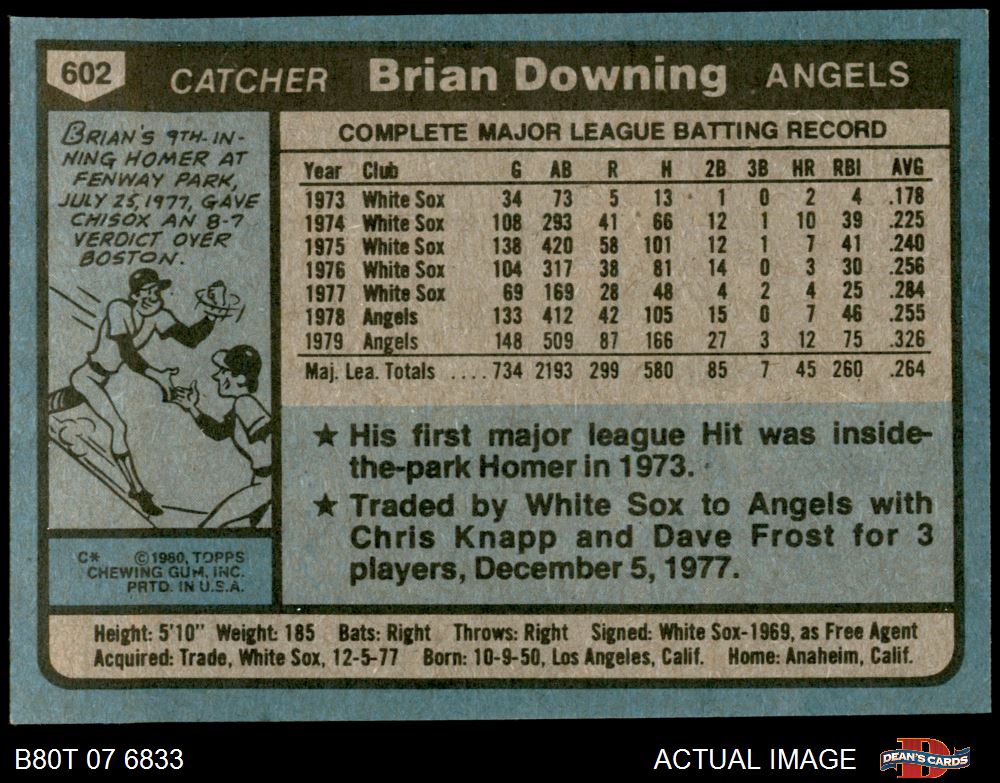 602 CATCHER Brian Downing ANGELS
BRIAN'S 9TH-IN-
NING HOMER AT
FENWAY PARK,
JULY 25, 1977, GAVE
CHISOX AN 8-7
VERDICT OVER
BOSTON.
C* ©1980, TOPPS
CHEWING GUM, INC.
PRTD. IN U.S.A.
COMPLETE MAJOR LEAGUE BATTING RECORD
Year Club G AB R H 2B 3B HR RBI AVG
1973 White Sox 34 73 5 13 1 0 2 4 .178
1974 White Sox 108 293 41 66 12 1 10 39 .225
1975 White Sox 138 420 58 101 12 1 7 41 .240
1976 White Sox 104 317 38 81 14 0 3 30 .256
1977 White Sox 69 169 28 48 4 2 4 25 .284
1978 Angels 133 412 42 105 15 0 7 46 .255
1979 Angels 148 509 87 166 27 3 12 75 .326
Maj. Lea. Totals ....734 2193 299 580 85 7 45 260 .264
★ His first major league Hit was inside-
the-park Homer in 1973.
★ Traded by White Sox to Angels with
Chris Knapp and Dave Frost for 3
players, December 5, 1977.
Height: 5'10" Weight: 185 Bats: Right Throws: Right Signed: White Sox-1969, as Free Agent
Acquired: Trade, White Sox, 12-5-77 Born: 10-9-50, Los Angeles, Calif. Home: Anaheim, Calif.
B80T 07 6833 ACTUAL IMAGE DEAN'S CARDS